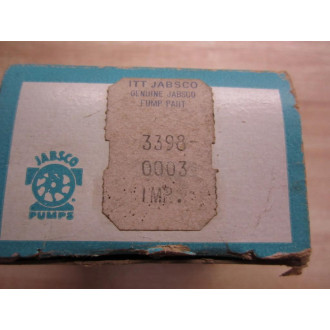 ITT JABSCO
GENUINE JABSCO
PUMP PART
3398-
0003
IMP.
JABSCO
PUMPS